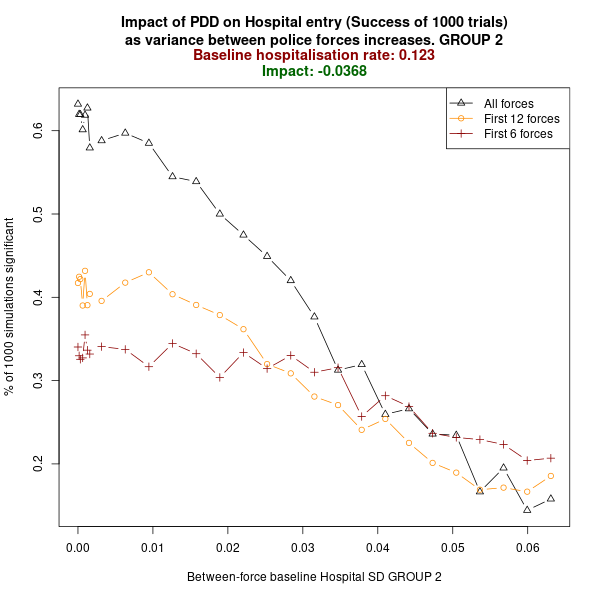 Impact of PDD on Hospital entry (Success of 1000 trials)
as variance between police forces increases. GROUP 2
Baseline hospitalisation rate: 0.123
Impact: -0.0368
All forces
First 12 forces
First 6 forces
% of 1000 simulations significant
0.6
0.5
0.4
0.3
0.2
0.00 0.01 0.02 0.03 0.04 0.05 0.06
Between-force baseline Hospital SD GROUP 2